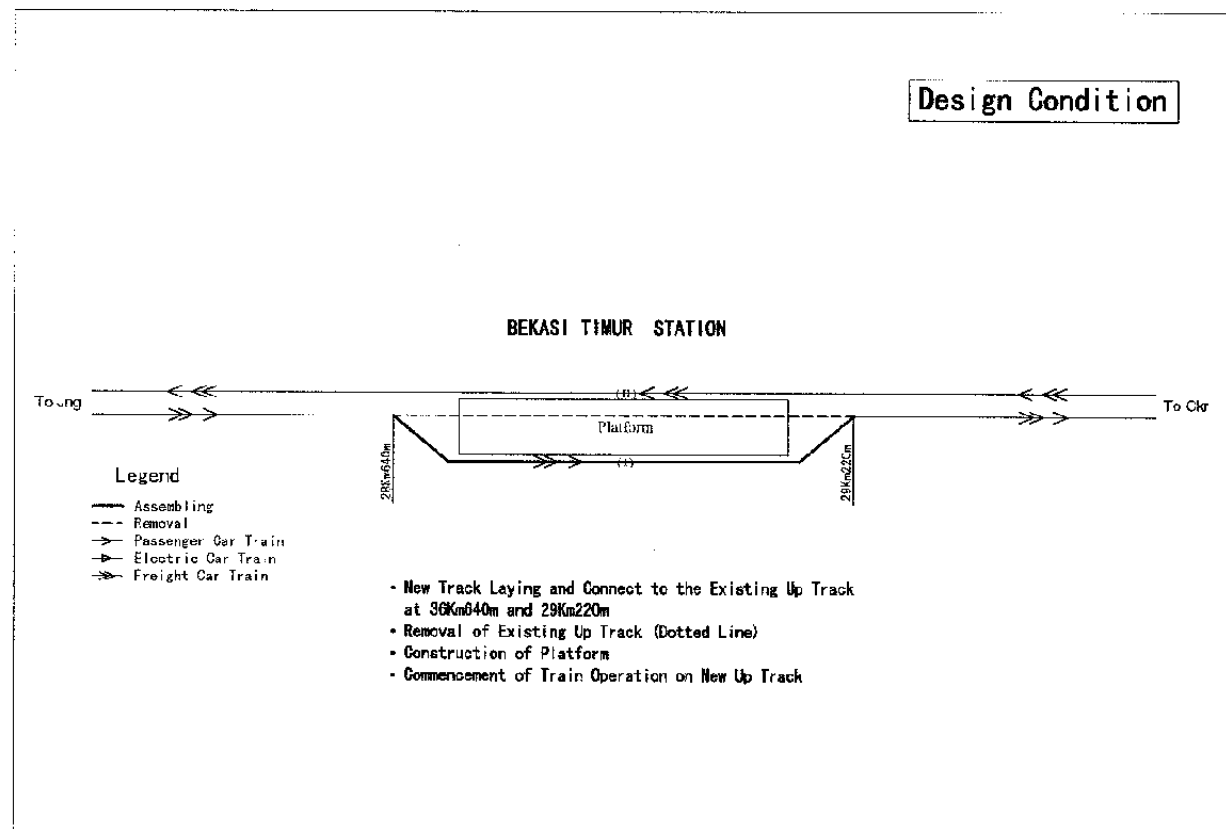 Design Condition
BEKASI TIMUR STATION
To Jng
To Ckr
(II)
Platform
(I)
28Km640m
29Km220m
Legend
Assembling
Removal
Passenger Car Train
Electric Car Train
Freight Car Train
- New Track Laying and Connect to the Existing Up Track
at 36Km640m and 29Km220m
• Removal of Existing Up Track (Dotted Line)
• Construction of Platform
- Commencement of Train Operation on New Up Track